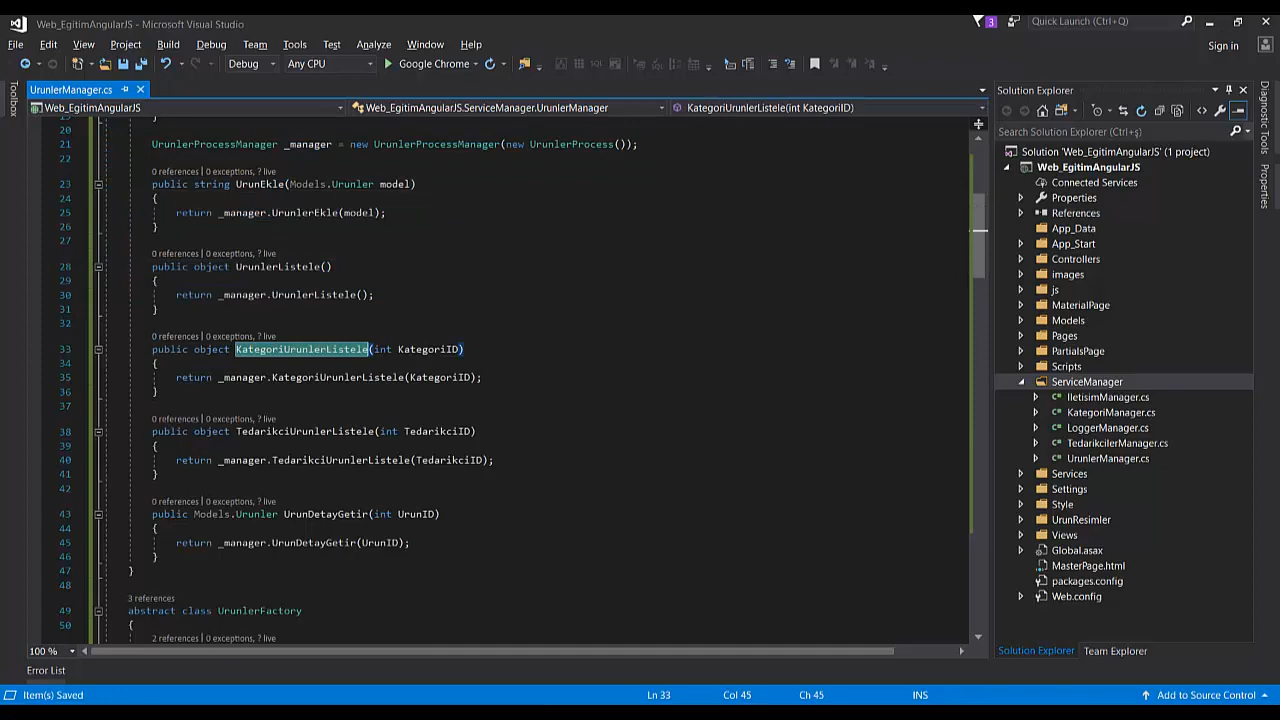 Web_EgitimAngularJS - Microsoft Visual Studio
3
Quick Launch (Ctrl+Q)
File Edit View Project Build Debug Team Tools Test Analyze Window Help
Sign in
Debug Any CPU Google Chrome
Toolbox
UrunlerManager.cs
Web_EgitimAngularJS
Web_EgitimAngularJS.ServiceManager.UrunlerManager
KategoriUrunlerListele(int KategoriID)
19 }
20
21 UrunlerProcessManager _manager = new UrunlerProcessManager(new UrunlerProcess());
22
0 references | 0 exceptions, ? live
23 public string UrunEkle(Models.Urunler model)
24 {
25 return _manager.UrunlerEkle(model);
26 }
27
0 references | 0 exceptions, ? live
28 public object UrunlerListele()
29 {
30 return _manager.UrunlerListele();
31 }
32
0 references | 0 exceptions, ? live
33 public object KategoriUrunlerListele(int KategoriID)
34 {
35 return _manager.KategoriUrunlerListele(KategoriID);
36 }
37
0 references | 0 exceptions, ? live
38 public object TedarikciUrunlerListele(int TedarikciID)
39 {
40 return _manager.TedarikciUrunlerListele(TedarikciID);
41 }
42
0 references | 0 exceptions, ? live
43 public Models.Urunler UrunDetayGetir(int UrunID)
44 {
45 return _manager.UrunDetayGetir(UrunID);
46 }
47 }
48
3 references
49 abstract class UrunlerFactory
50 {
2 references | 0 exceptions, ? live
100 %
Error List
Solution Explorer
Search Solution Explorer (Ctrl+ş)
Solution 'Web_EgitimAngularJS' (1 project)
Web_EgitimAngularJS
Connected Services
Properties
References
App_Data
App_Start
Controllers
images
js
MaterialPage
Models
Pages
PartialsPage
Scripts
ServiceManager
C# IletisimManager.cs
C# KategoriManager.cs
C# LoggerManager.cs
C# TedarikcilerManager.cs
C# UrunlerManager.cs
Services
Settings
Style
UrunResimler
Views
Global.asax
MasterPage.html
packages.config
Web.config
Solution Explorer Team Explorer
Diagnostic Tools
Properties
Item(s) Saved
Ln 33 Col 45 Ch 45 INS
Add to Source Control